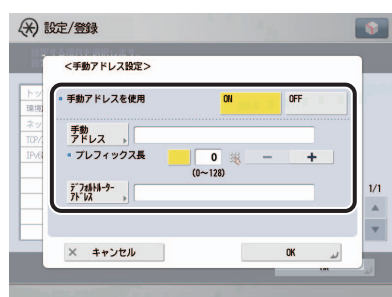 設定/登録
<手動アドレス設定>
手動アドレスを使用
ON
OFF
手動
アドレス
プレフィックス長
0
-
+
(0~128)
デフォルトルーター
アドレス
1/1
× キャンセル
OK